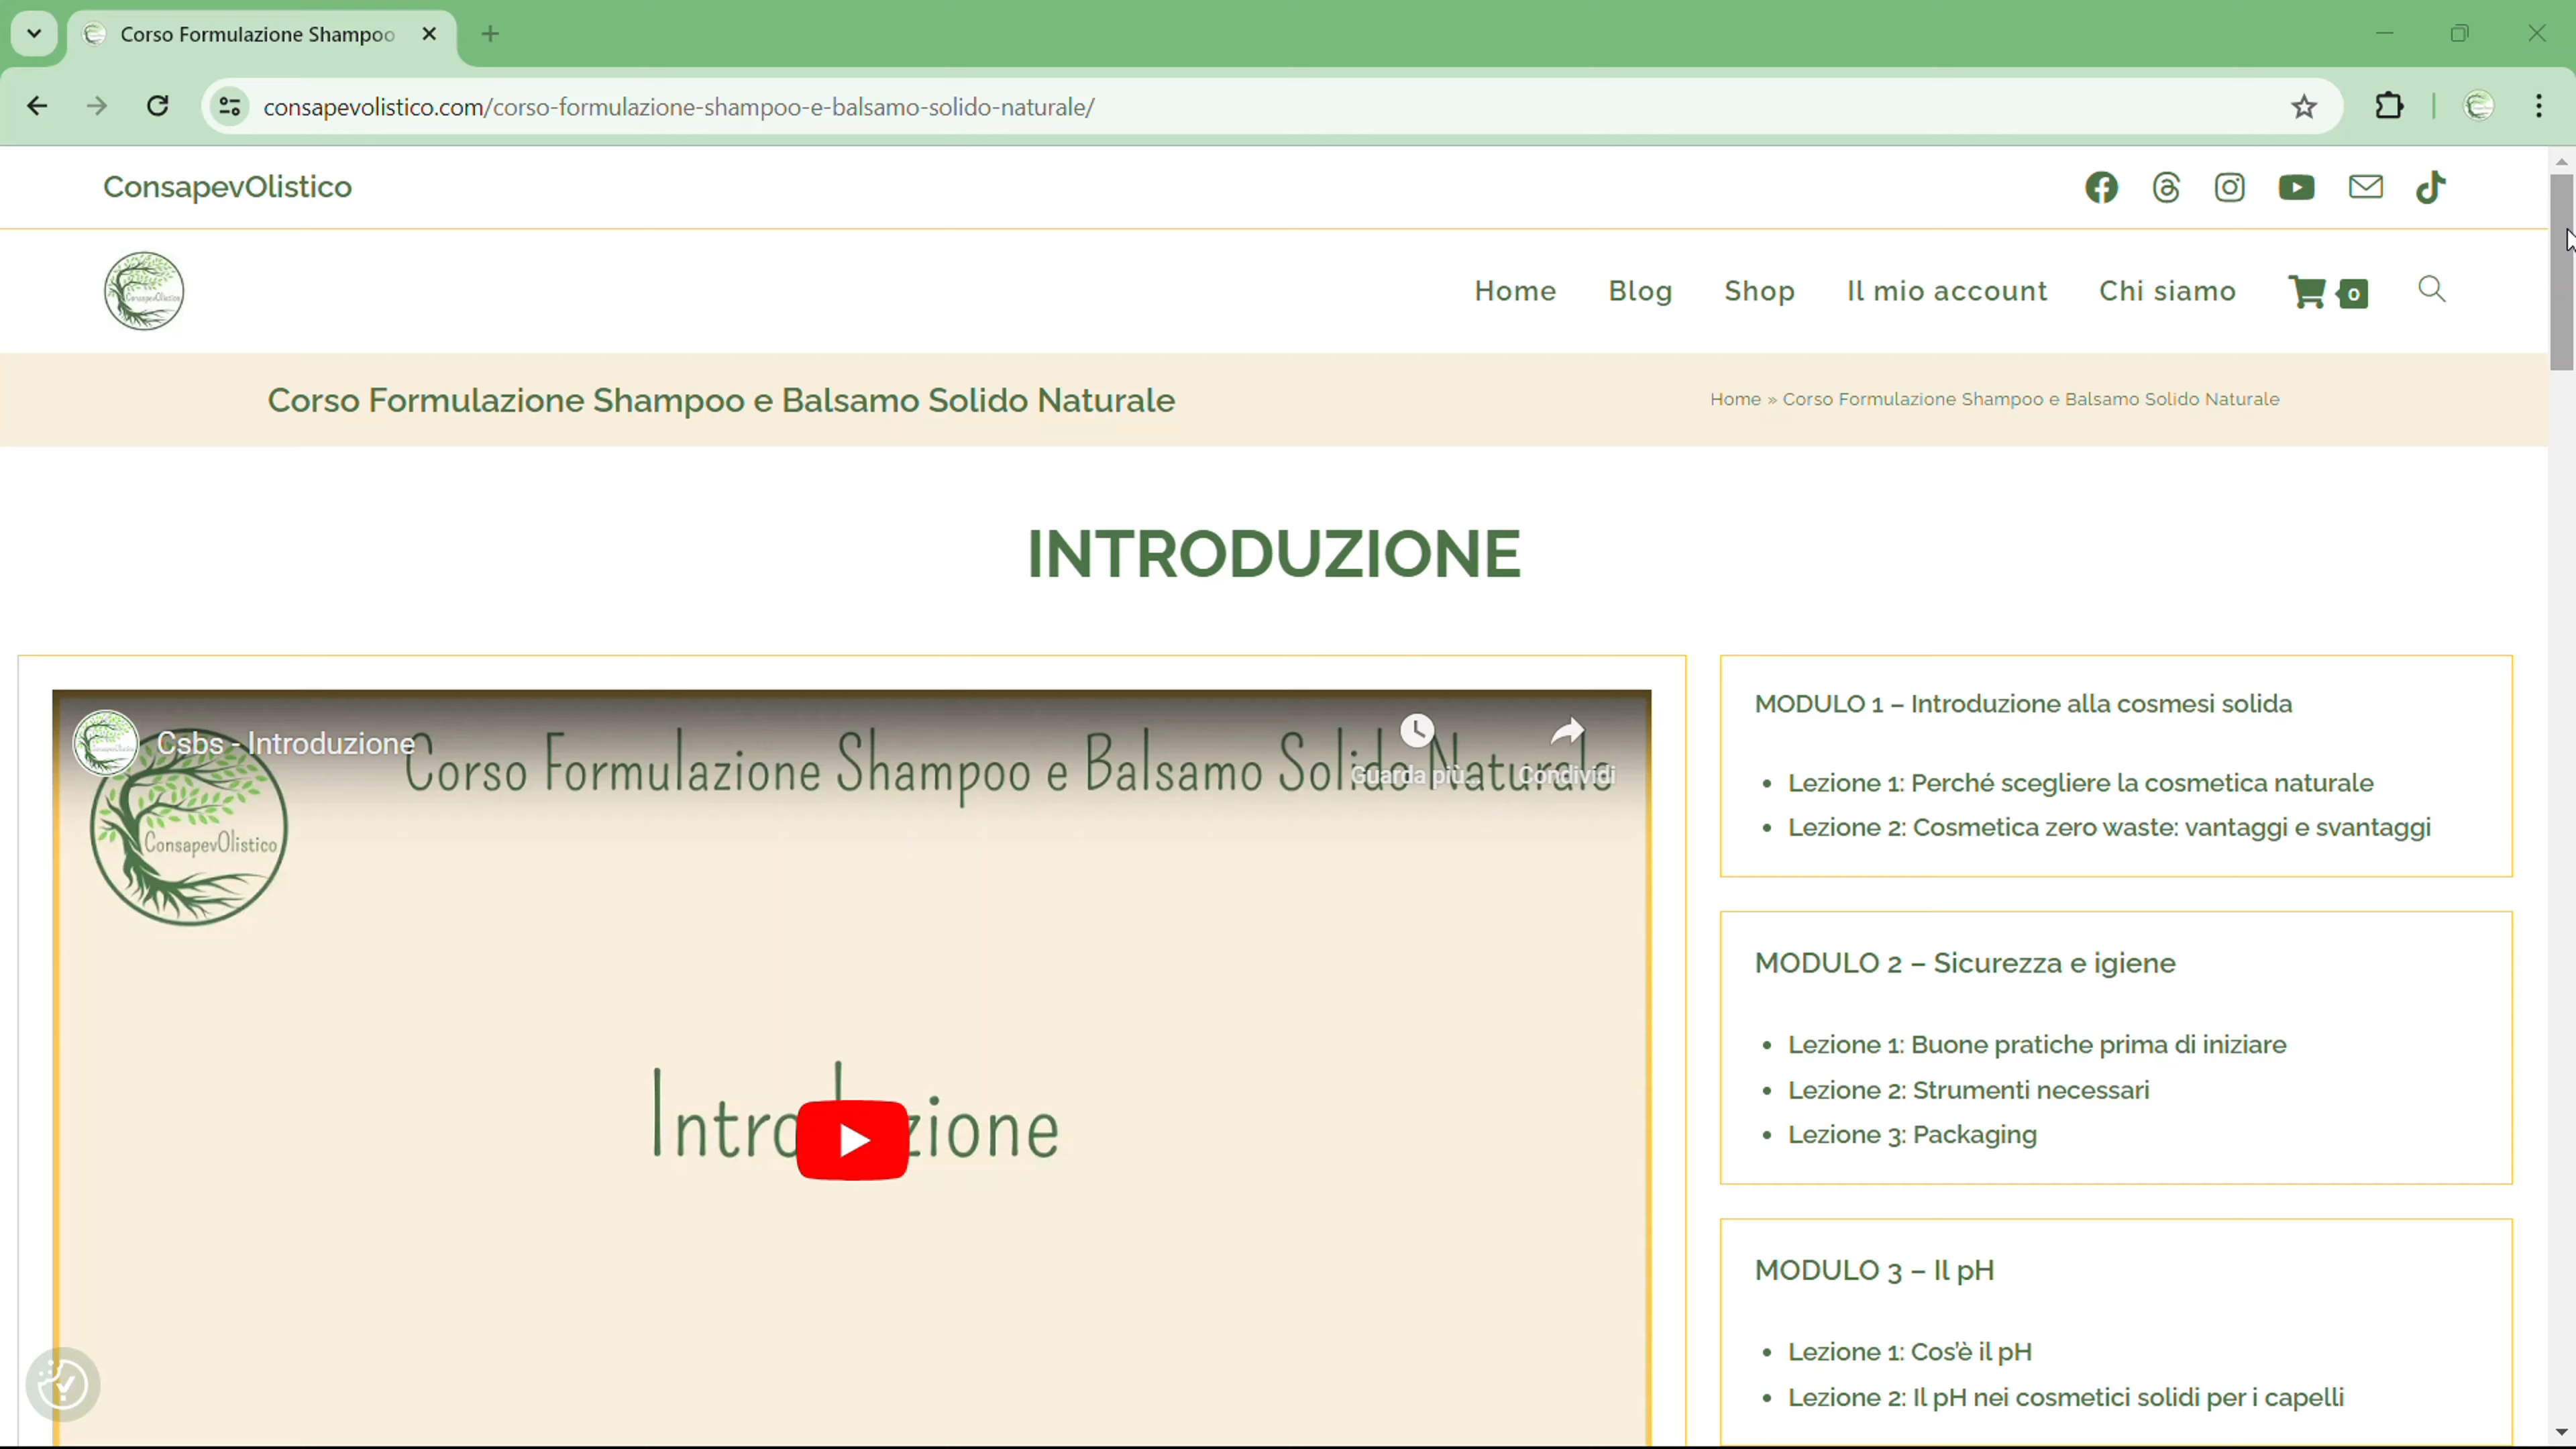 Corso Formulazione Shampoo
consapevolistico.com/corso-formulazione-shampoo-e-balsamo-solido-naturale/
ConsapevOlistico
ConsapevOlistico
Home Blog Shop Il mio account Chi siamo 0
Corso Formulazione Shampoo e Balsamo Solido Naturale
Home » Corso Formulazione Shampoo e Balsamo Solido Naturale
INTRODUZIONE
Csbs - Introduzione
Corso Formulazione Shampoo e Balsamo Solido Naturale
Guarda più... Condividi
ConsapevOlistico
Introduzione
MODULO 1 – Introduzione alla cosmesi solida
• Lezione 1: Perché scegliere la cosmetica naturale
• Lezione 2: Cosmetica zero waste: vantaggi e svantaggi
MODULO 2 – Sicurezza e igiene
• Lezione 1: Buone pratiche prima di iniziare
• Lezione 2: Strumenti necessari
• Lezione 3: Packaging
MODULO 3 – Il pH
• Lezione 1: Cos'è il pH
• Lezione 2: Il pH nei cosmetici solidi per i capelli